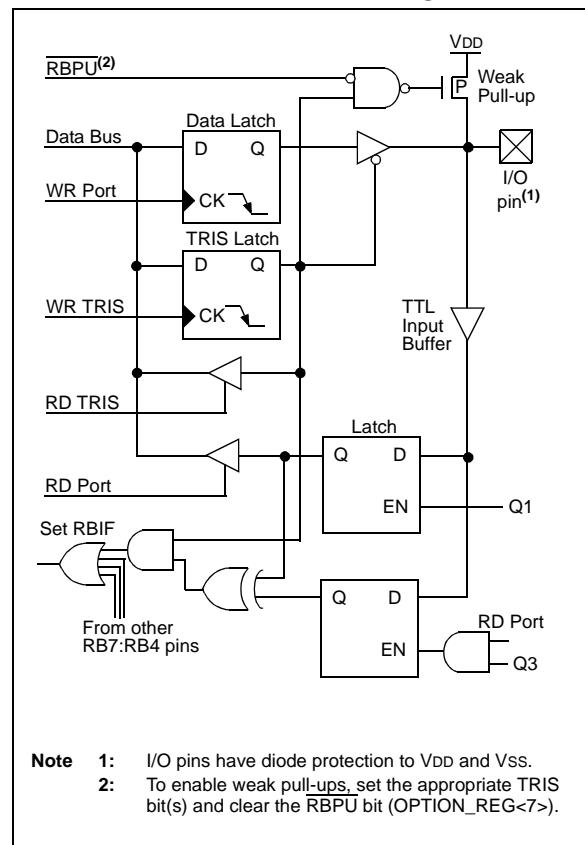 VDD
RBPU(2)
Weak
Pull-up
P
Data Latch
Data Bus
D Q
I/O
pin(1)
WR Port
CK
TRIS Latch
D Q
WR TRIS
CK
TTL
Input
Buffer
RD TRIS
Latch
Q D
RD Port
EN
Q1
Set RBIF
Q D
RD Port
From other
RB7:RB4 pins
EN
Q3
Note 1: I/O pins have diode protection to VDD and VSS.
2: To enable weak pull-ups, set the appropriate TRIS
bit(s) and clear the RBPU bit (OPTION_REG<7>).